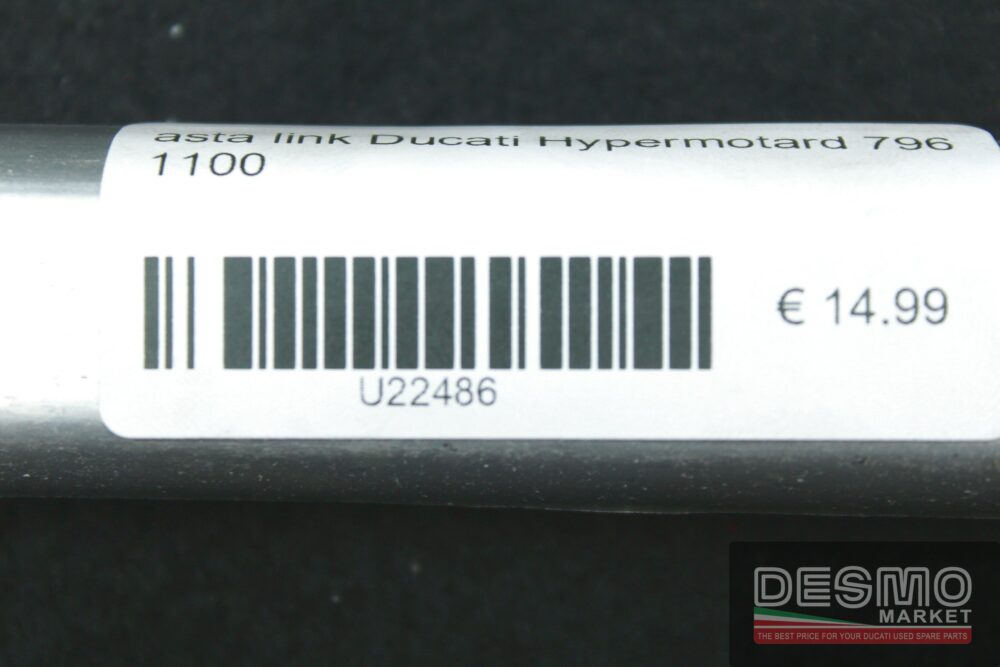 asta link Ducati Hypermotard 796
1100
€ 14.99
U22486
DESMO
MARKET
THE BEST PRICE FOR YOUR DUCATI USED SPARE PARTS